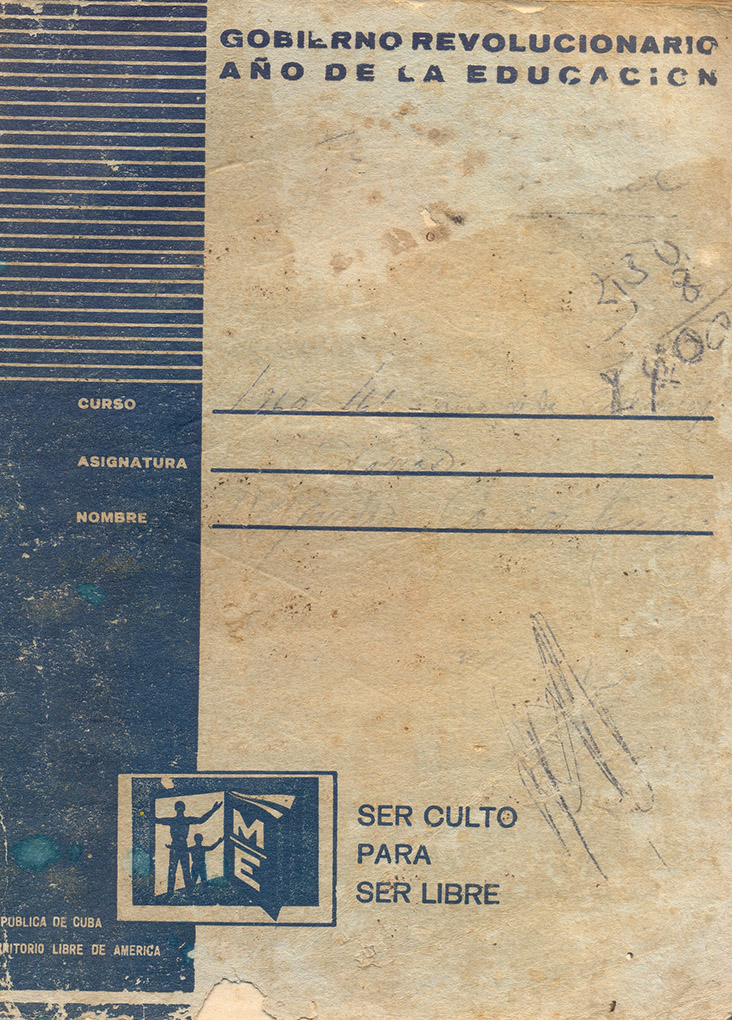 GOBIERNO REVOLUCIONARIO
AÑO DE LA EDUCACION
CURSO
ASIGNATURA
NOMBRE
ME
SER CULTO
PARA
SER LIBRE
PUBLICA DE CUBA
RITORIO LIBRE DE AMERICA